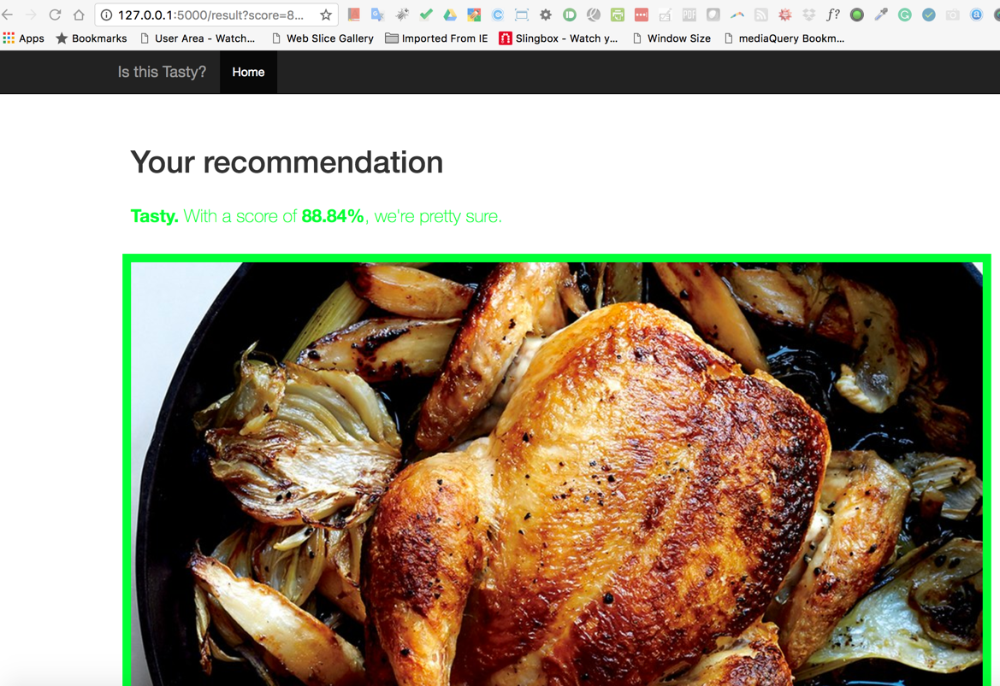 127.0.0.1:5000/result?score=8...
Apps Bookmarks User Area - Watch... Web Slice Gallery Imported From IE Slingbox - Watch y... Window Size mediaQuery Bookm...
Is this Tasty? Home
Your recommendation
Tasty. With a score of 88.84%, we're pretty sure.